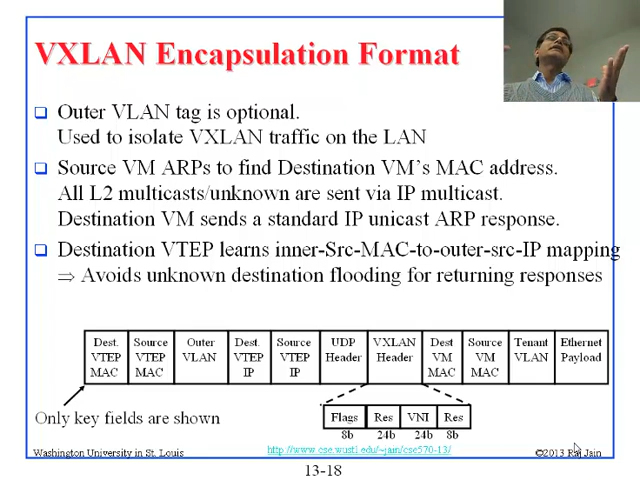 VXLAN Encapsulation Format
Outer VLAN tag is optional.
Used to isolate VXLAN traffic on the LAN
Source VM ARPs to find Destination VM's MAC address.
All L2 multicasts/unknown are sent via IP multicast.
Destination VM sends a standard IP unicast ARP response.
Destination VTEP learns inner-Src-MAC-to-outer-src-IP mapping
⇒ Avoids unknown destination flooding for returning responses
Dest. VTEP MAC
Source VTEP MAC
Outer VLAN
Dest. VTEP IP
Source VTEP IP
UDP Header
VXLAN Header
Dest VM MAC
Source VM MAC
Tenant VLAN
Ethernet Payload
Only key fields are shown
Flags Res VNI Res
8b 24b 24b 8b
Washington University in St. Louis
http://www.cse.wustl.edu/~jain/cse570-13/
©2013 Raj Jain
13-18